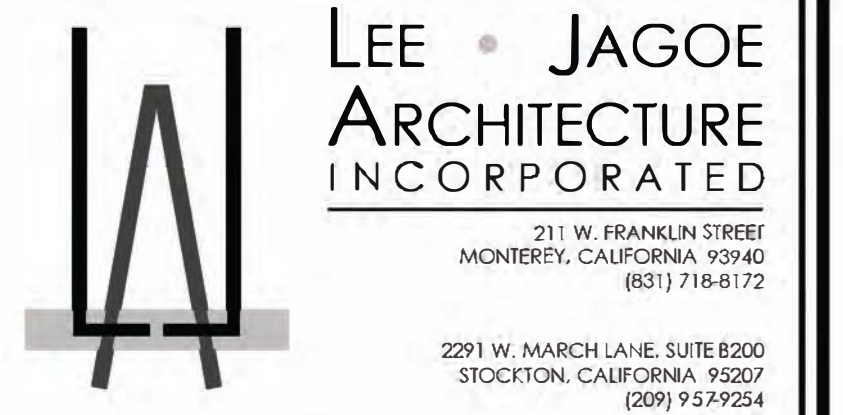 LEE • JAGOE
ARCHITECTURE
INCORPORATED
211 W. FRANKLIN STREET
MONTEREY, CALIFORNIA 93940
(831) 718-8172
2291 W. MARCH LANE, SUITE B200
STOCKTON, CALIFORNIA 95207
(209) 957-9254